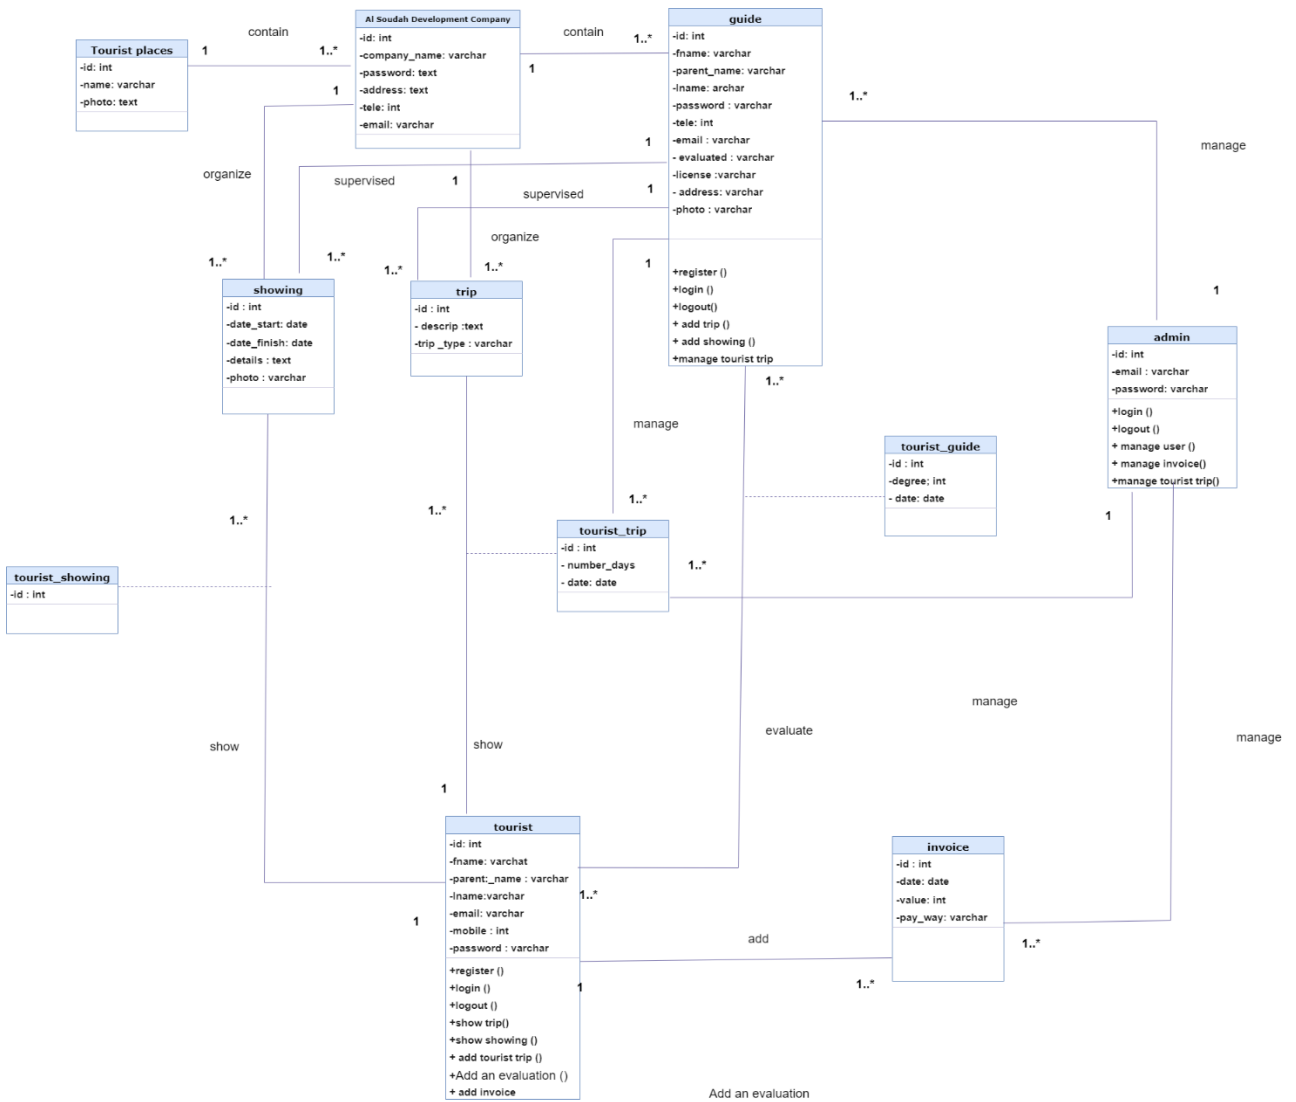 Al Soudah Development Company
-id: int
-company_name: varchar
-password: text
-address: text
-tele: int
-email: varchar
guide
-id: int
-fname: varchar
-parent_name: varchar
-lname: archar
-password : varchar
-tele: int
-email : varchar
- evaluated : varchar
-license :varchar
- address: varchar
-photo : varchar
+register ()
+login ()
+logout()
+ add trip ()
+ add showing ()
+manage tourist trip
Tourist places
-id: int
-name: varchar
-photo: text
contain
1
1..*
contain
1..*
1
1
1..*
manage
1
organize
supervised
1
1
supervised
1
organize
1
1..*
1..*
1..*
1..*
showing
-id : int
-date_start: date
-date_finish: date
-details : text
-photo : varchar
trip
-id : int
- descrip :text
-trip _type : varchar
admin
-id: int
-email : varchar
-password: varchar
+login ()
+logout ()
+ manage user ()
+ manage invoice()
+manage tourist trip()
1..*
manage
tourist_guide
-id : int
-degree; int
- date: date
1..*
1..*
1..*
1
tourist_trip
-id : int
- number_days
- date: date
1..*
tourist_showing
-id : int
manage
evaluate
manage
show
show
1
tourist
-id: int
-fname: varchat
-parent:_name : varchar
-lname:varchar
-email: varchar
-mobile : int
-password : varchar
+register ()
+login ()
+logout ()
+show trip()
+show showing ()
+ add tourist trip ()
+Add an evaluation ()
+ add invoice
1..*
1
invoice
-id : int
-date: date
-value: int
-pay_way: varchar
add
1..*
1
1..*
Add an evaluation